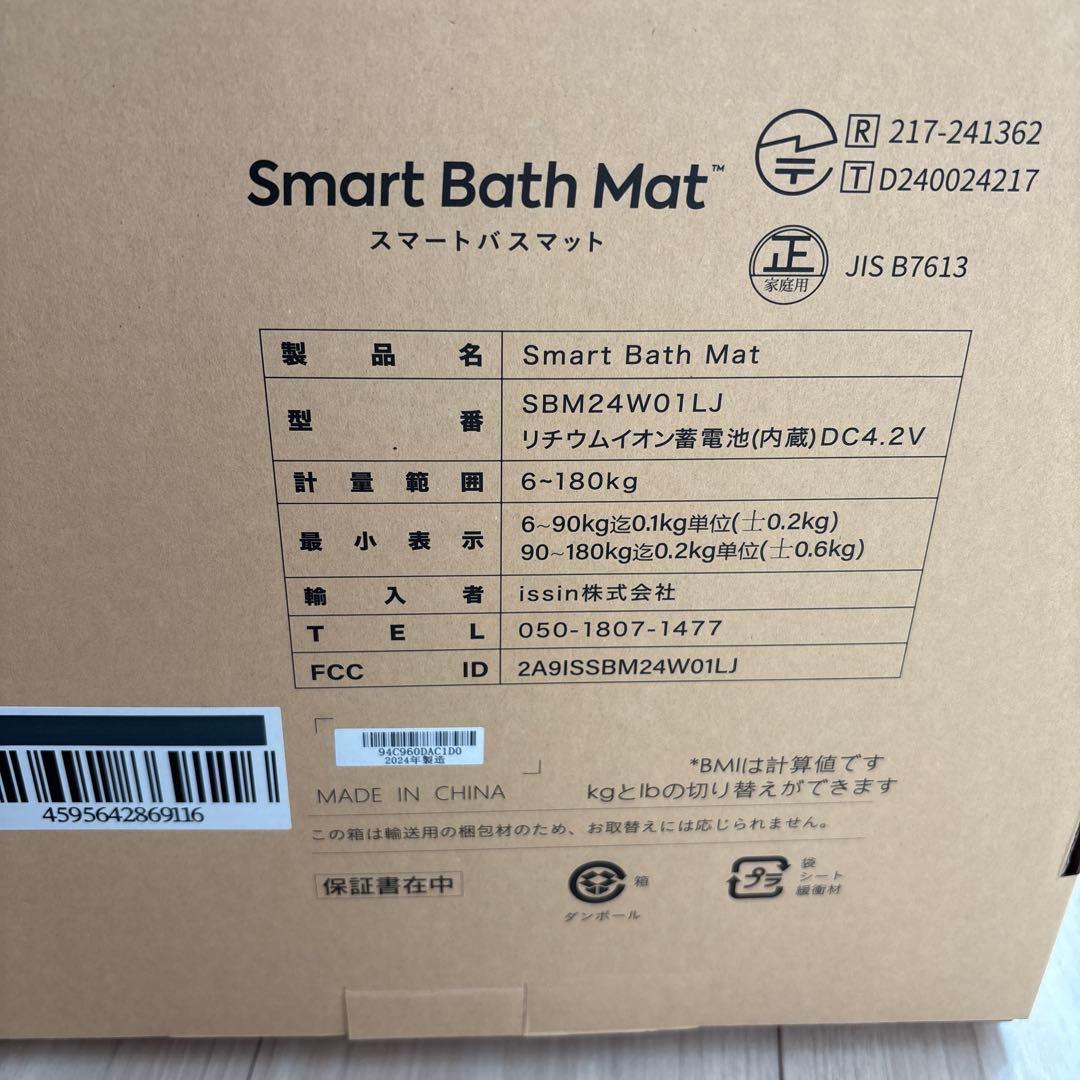 Smart Bath Mat™
スマートバスマット
R 217-241362
T D240024217
正
家庭用
JIS B7613
製品名 Smart Bath Mat
型番 SBM24W01LJ
リチウムイオン蓄電池(内蔵)DC4.2V
計量範囲 6~180kg
最小表示 6~90kg迄0.1kg単位(士0.2kg)
90~180kg迄0.2kg単位(士0.6kg)
輸入者 issin株式会社
TEL 050-1807-1477
FCC ID 2A9ISSBM24W01LJ
94C960DAC1D0
2024年製造
4595642869116
MADE IN CHINA
*BMIは計算値です
kgとlbの切り替えができます
この箱は輸送用の梱包材のため、お取替えには応じられません。
保証書在中
箱
ダンボール
プラ
袋
シート
緩衝材